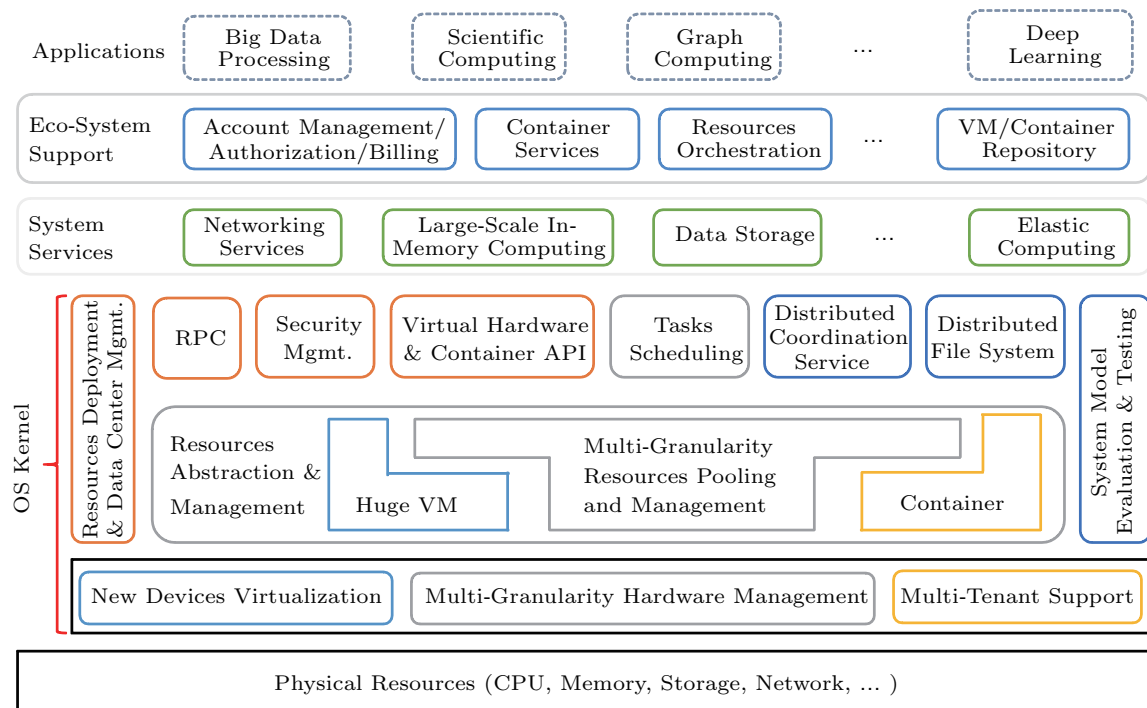 Applications
Big Data
Processing
Scientific
Computing
Graph
Computing
...
Deep
Learning
Eco-System
Support
Account Management/
Authorization/Billing
Container
Services
Resources
Orchestration
...
VM/Container
Repository
System
Services
Networking
Services
Large-Scale In-
Memory Computing
Data Storage
...
Elastic
Computing
OS Kernel
Resources Deployment
& Data Center Mgmt.
RPC
Security
Mgmt.
Virtual Hardware
& Container API
Tasks
Scheduling
Distributed
Coordination
Service
Distributed
File System
System Model
Evaluation & Testing
Resources
Abstraction &
Management
Huge VM
Multi-Granularity
Resources Pooling
and Management
Container
New Devices Virtualization
Multi-Granularity Hardware Management
Multi-Tenant Support
Physical Resources (CPU, Memory, Storage, Network, ... )